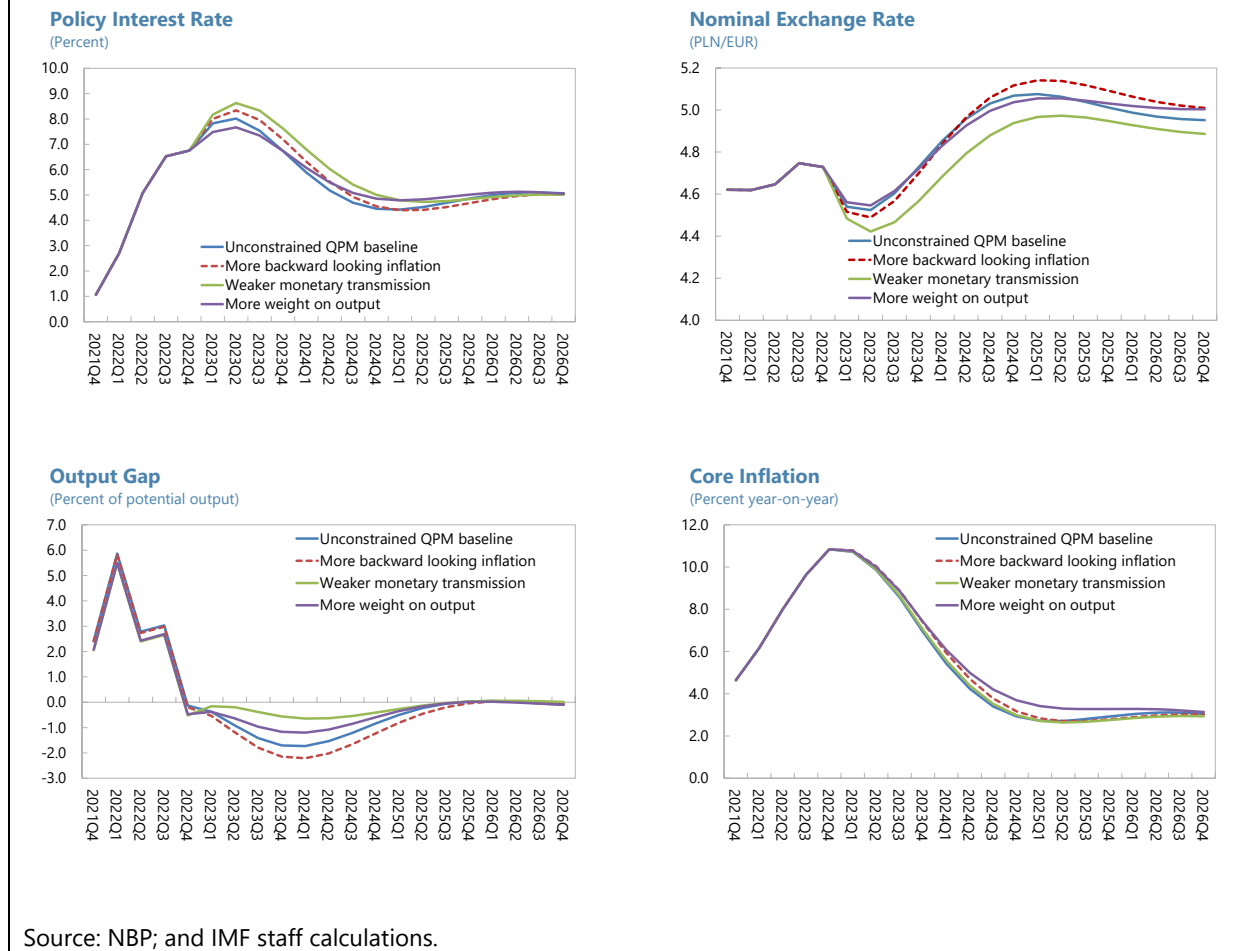 Policy Interest Rate
(Percent)
10.0
9.0
8.0
7.0
6.0
5.0
4.0
3.0
2.0
1.0
0.0
Unconstrained QPM baseline
More backward looking inflation
Weaker monetary transmission
More weight on output
2021Q4
2022Q1
2022Q2
2022Q3
2022Q4
2023Q1
2023Q2
2023Q3
2023Q4
2024Q1
2024Q2
2024Q3
2024Q4
2025Q1
2025Q2
2025Q3
2025Q4
2026Q1
2026Q2
2026Q3
2026Q4
Nominal Exchange Rate
(PLN/EUR)
5.2
5.0
4.8
4.6
4.4
4.2
4.0
Unconstrained QPM baseline
More backward looking inflation
Weaker monetary transmission
More weight on output
2021Q4
2022Q1
2022Q2
2022Q3
2022Q4
2023Q1
2023Q2
2023Q3
2023Q4
2024Q1
2024Q2
2024Q3
2024Q4
2025Q1
2025Q2
2025Q3
2025Q4
2026Q1
2026Q2
2026Q3
2026Q4
Output Gap
(Percent of potential output)
7.0
6.0
5.0
4.0
3.0
2.0
1.0
0.0
-1.0
-2.0
-3.0
Unconstrained QPM baseline
More backward looking inflation
Weaker monetary transmission
More weight on output
2021Q4
2022Q1
2022Q2
2022Q3
2022Q4
2023Q1
2023Q2
2023Q3
2023Q4
2024Q1
2024Q2
2024Q3
2024Q4
2025Q1
2025Q2
2025Q3
2025Q4
2026Q1
2026Q2
2026Q3
2026Q4
Core Inflation
(Percent year-on-year)
12.0
10.0
8.0
6.0
4.0
2.0
0.0
Unconstrained QPM baseline
More backward looking inflation
Weaker monetary transmission
More weight on output
2021Q4
2022Q1
2022Q2
2022Q3
2022Q4
2023Q1
2023Q2
2023Q3
2023Q4
2024Q1
2024Q2
2024Q3
2024Q4
2025Q1
2025Q2
2025Q3
2025Q4
2026Q1
2026Q2
2026Q3
2026Q4
Source: NBP; and IMF staff calculations.